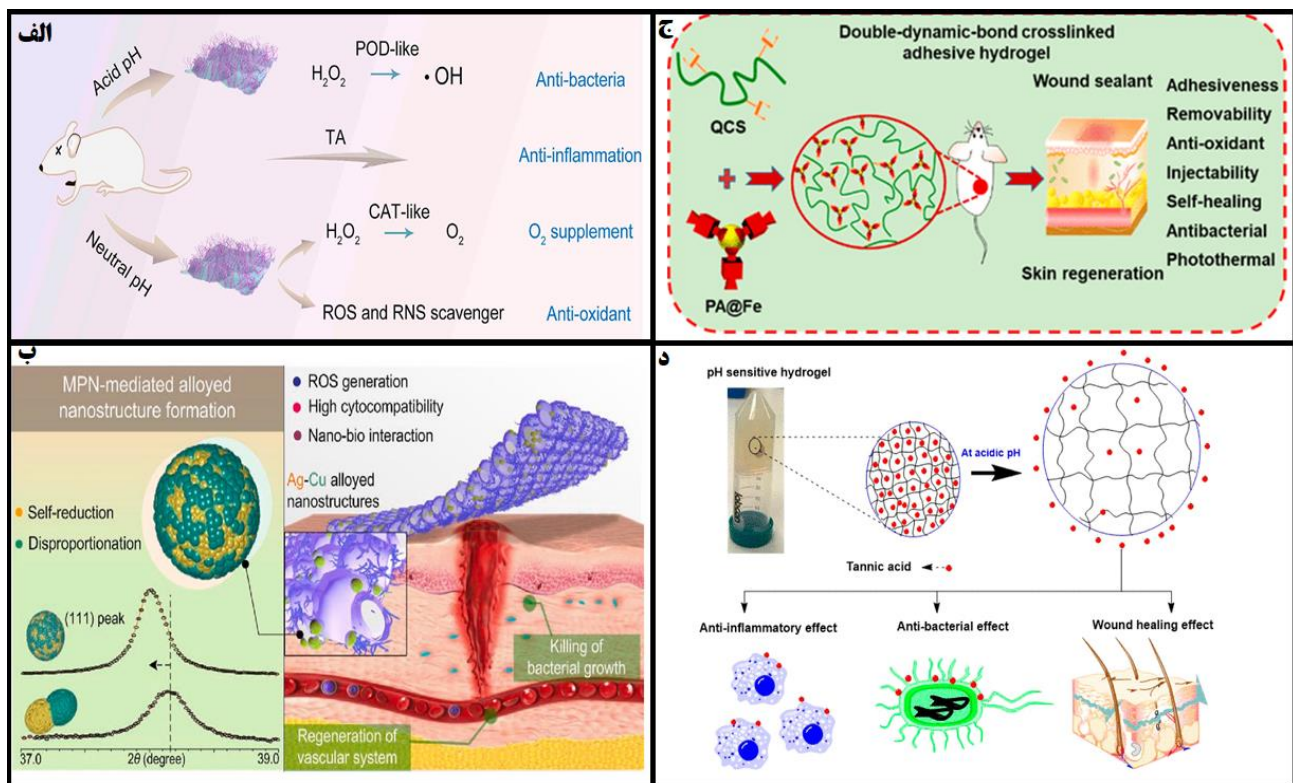 الف
Acid pH
POD-like
H₂O₂ → •OH
Anti-bacteria
TA
Anti-inflammation
Neutral pH
CAT-like
H₂O₂ → O₂
O₂ supplement
ROS and RNS scavenger
Anti-oxidant
ج
Double-dynamic-bond crosslinked
adhesive hydrogel
QCS
+
PA@Fe
Wound sealant
Skin regeneration
Adhesiveness
Removability
Anti-oxidant
Injectability
Self-healing
Antibacterial
Photothermal
ب
MPN-mediated alloyed
nanostructure formation
Self-reduction
Disproportionation
(111) peak
37.0
2θ (degree)
39.0
ROS generation
High cytocompatibility
Nano-bio interaction
Ag-Cu alloyed
nanostructures
Killing of
bacterial growth
Regeneration of
vascular system
د
pH sensitive hydrogel
At acidic pH
Tannic acid
Anti-inflammatory effect
Anti-bacterial effect
Wound healing effect